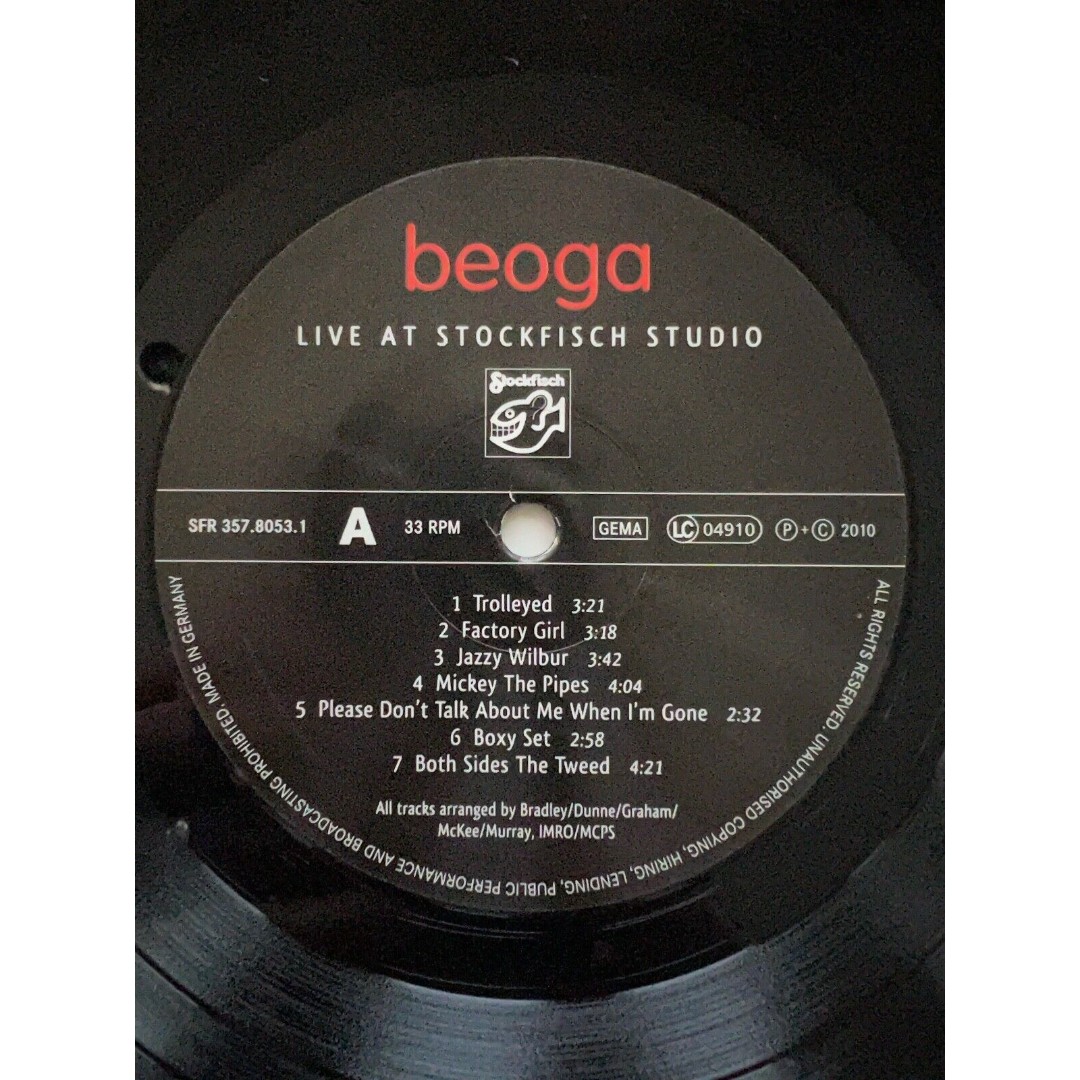 beoga
LIVE AT STOCKFISCH STUDIO
Stockfisch
SFR 357.8053.1 A 33 RPM GEMA LC 04910 Ⓟ+Ⓒ 2010
1 Trolleyed 3:21
2 Factory Girl 3:18
3 Jazzy Wilbur 3:42
4 Mickey The Pipes 4:04
5 Please Don't Talk About Me When I'm Gone 2:32
6 Boxy Set 2:58
7 Both Sides The Tweed 4:21
All tracks arranged by Bradley/Dunne/Graham/
McKee/Murray, IMRO/MCPS
ALL RIGHTS RESERVED. UNAUTHORISED COPYING, HIRING, LENDING, PUBLIC PERFORMANCE AND BROADCASTING PROHIBITED. MADE IN GERMANY